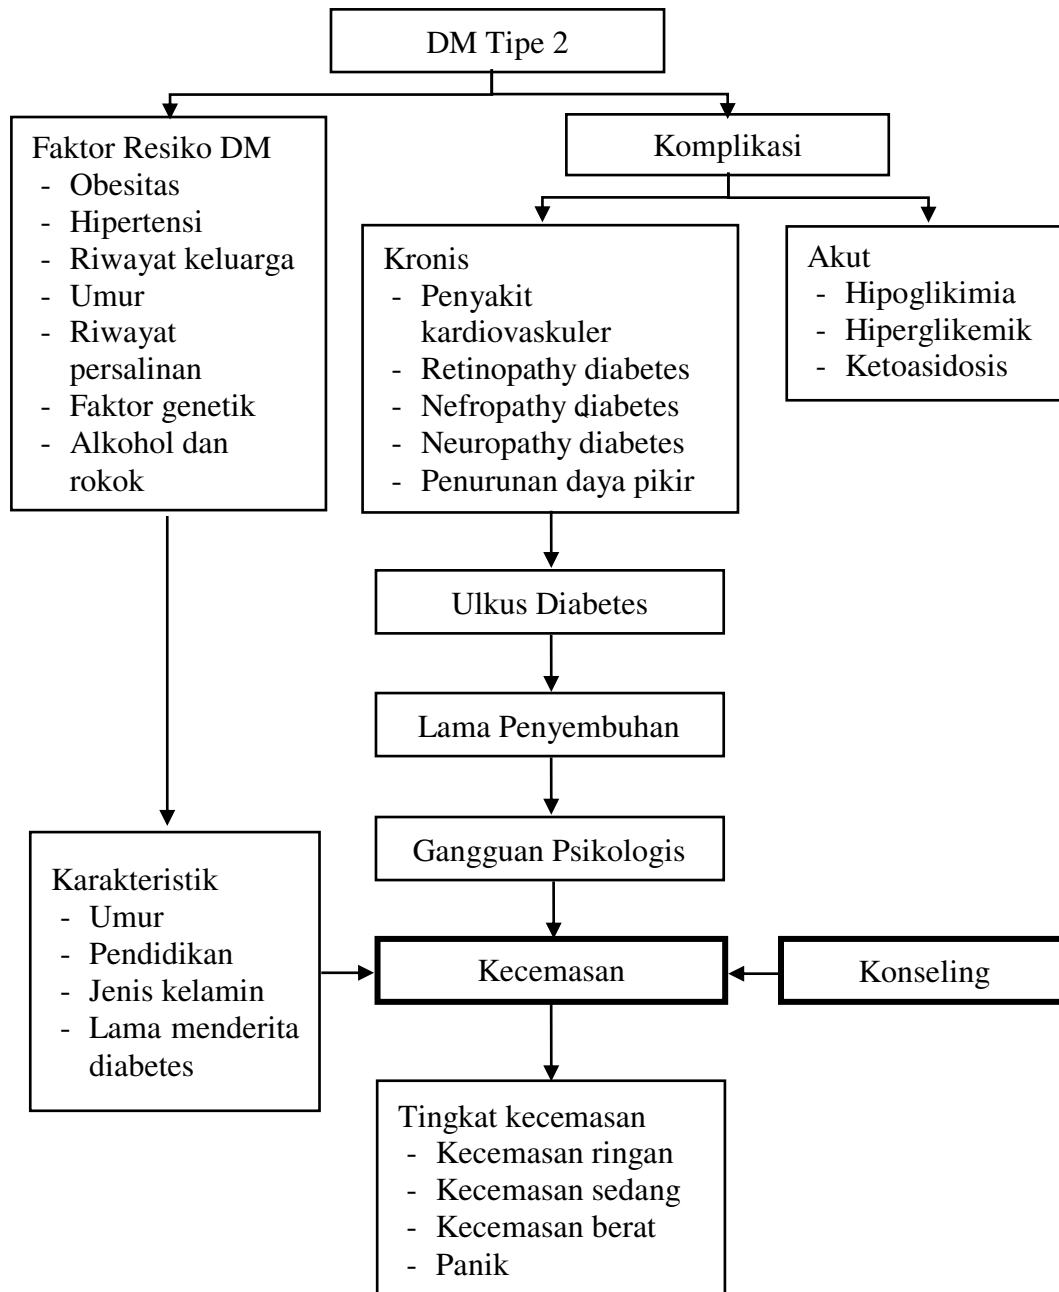 DM Tipe 2
Faktor Resiko DM
- Obesitas
- Hipertensi
- Riwayat keluarga
- Umur
- Riwayat
persalinan
- Faktor genetik
- Alkohol dan
rokok
Komplikasi
Kronis
- Penyakit
kardiovaskuler
- Retinopathy diabetes
- Nefropathy diabetes
- Neuropathy diabetes
- Penurunan daya pikir
Akut
- Hipoglikimia
- Hiperglikemik
- Ketoasidosis
Ulkus Diabetes
Lama Penyembuhan
Gangguan Psikologis
Karakteristik
- Umur
- Pendidikan
- Jenis kelamin
- Lama menderita
diabetes
Kecemasan
Konseling
Tingkat kecemasan
- Kecemasan ringan
- Kecemasan sedang
- Kecemasan berat
- Panik